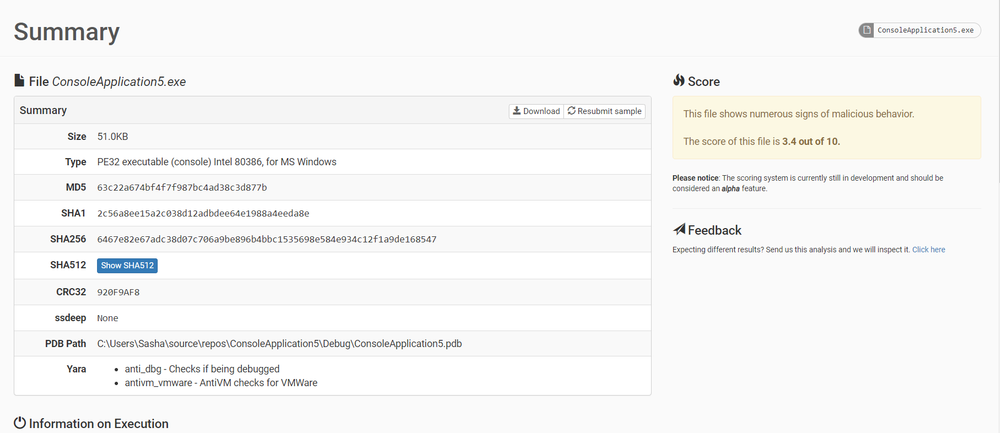 Summary
ConsoleApplication5.exe
File ConsoleApplication5.exe
Summary
Download
Resubmit sample
Size 51.0KB
Type PE32 executable (console) Intel 80386, for MS Windows
MD5 63c22a674bf4f7f987bc4ad38c3d877b
SHA1 2c56a8ee15a2c038d12adbdee64e1988a4eeda8e
SHA256 6467e82e67adc38d07c706a9be896b4bbc1535698e584e934c12f1a9de168547
SHA512 Show SHA512
CRC32 920F9AF8
ssdeep None
PDB Path C:\Users\Sasha\source\repos\ConsoleApplication5\Debug\ConsoleApplication5.pdb
Yara
• anti_dbg - Checks if being debugged
• antivm_vmware - AntiVM checks for VMWare
Score
This file shows numerous signs of malicious behavior.
The score of this file is 3.4 out of 10.
Please notice: The scoring system is currently still in development and should be
considered an alpha feature.
Feedback
Expecting different results? Send us this analysis and we will inspect it. Click here
Information on Execution